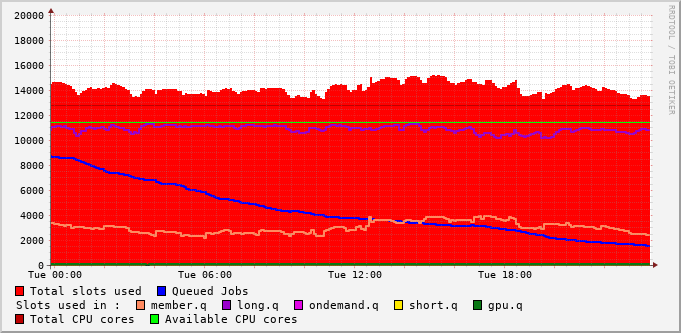 RRDTOOL / TOBI OETIKER
20000
18000
16000
14000
12000
10000
8000
6000
4000
2000
0
Tue 00:00 Tue 06:00 Tue 12:00 Tue 18:00
Total slots used Queued Jobs
Slots used in : member.q long.q ondemand.q short.q gpu.q
Total CPU cores Available CPU cores